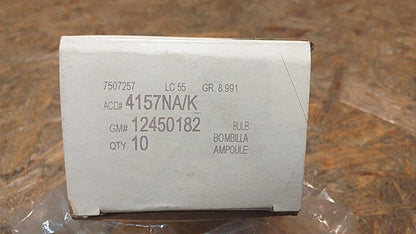 7507257 LC 55 GR. 8.991
ACD# 4157NA/K
GM# 12450182 BULB
QTY 10 BOMBILLA
AMPOULE